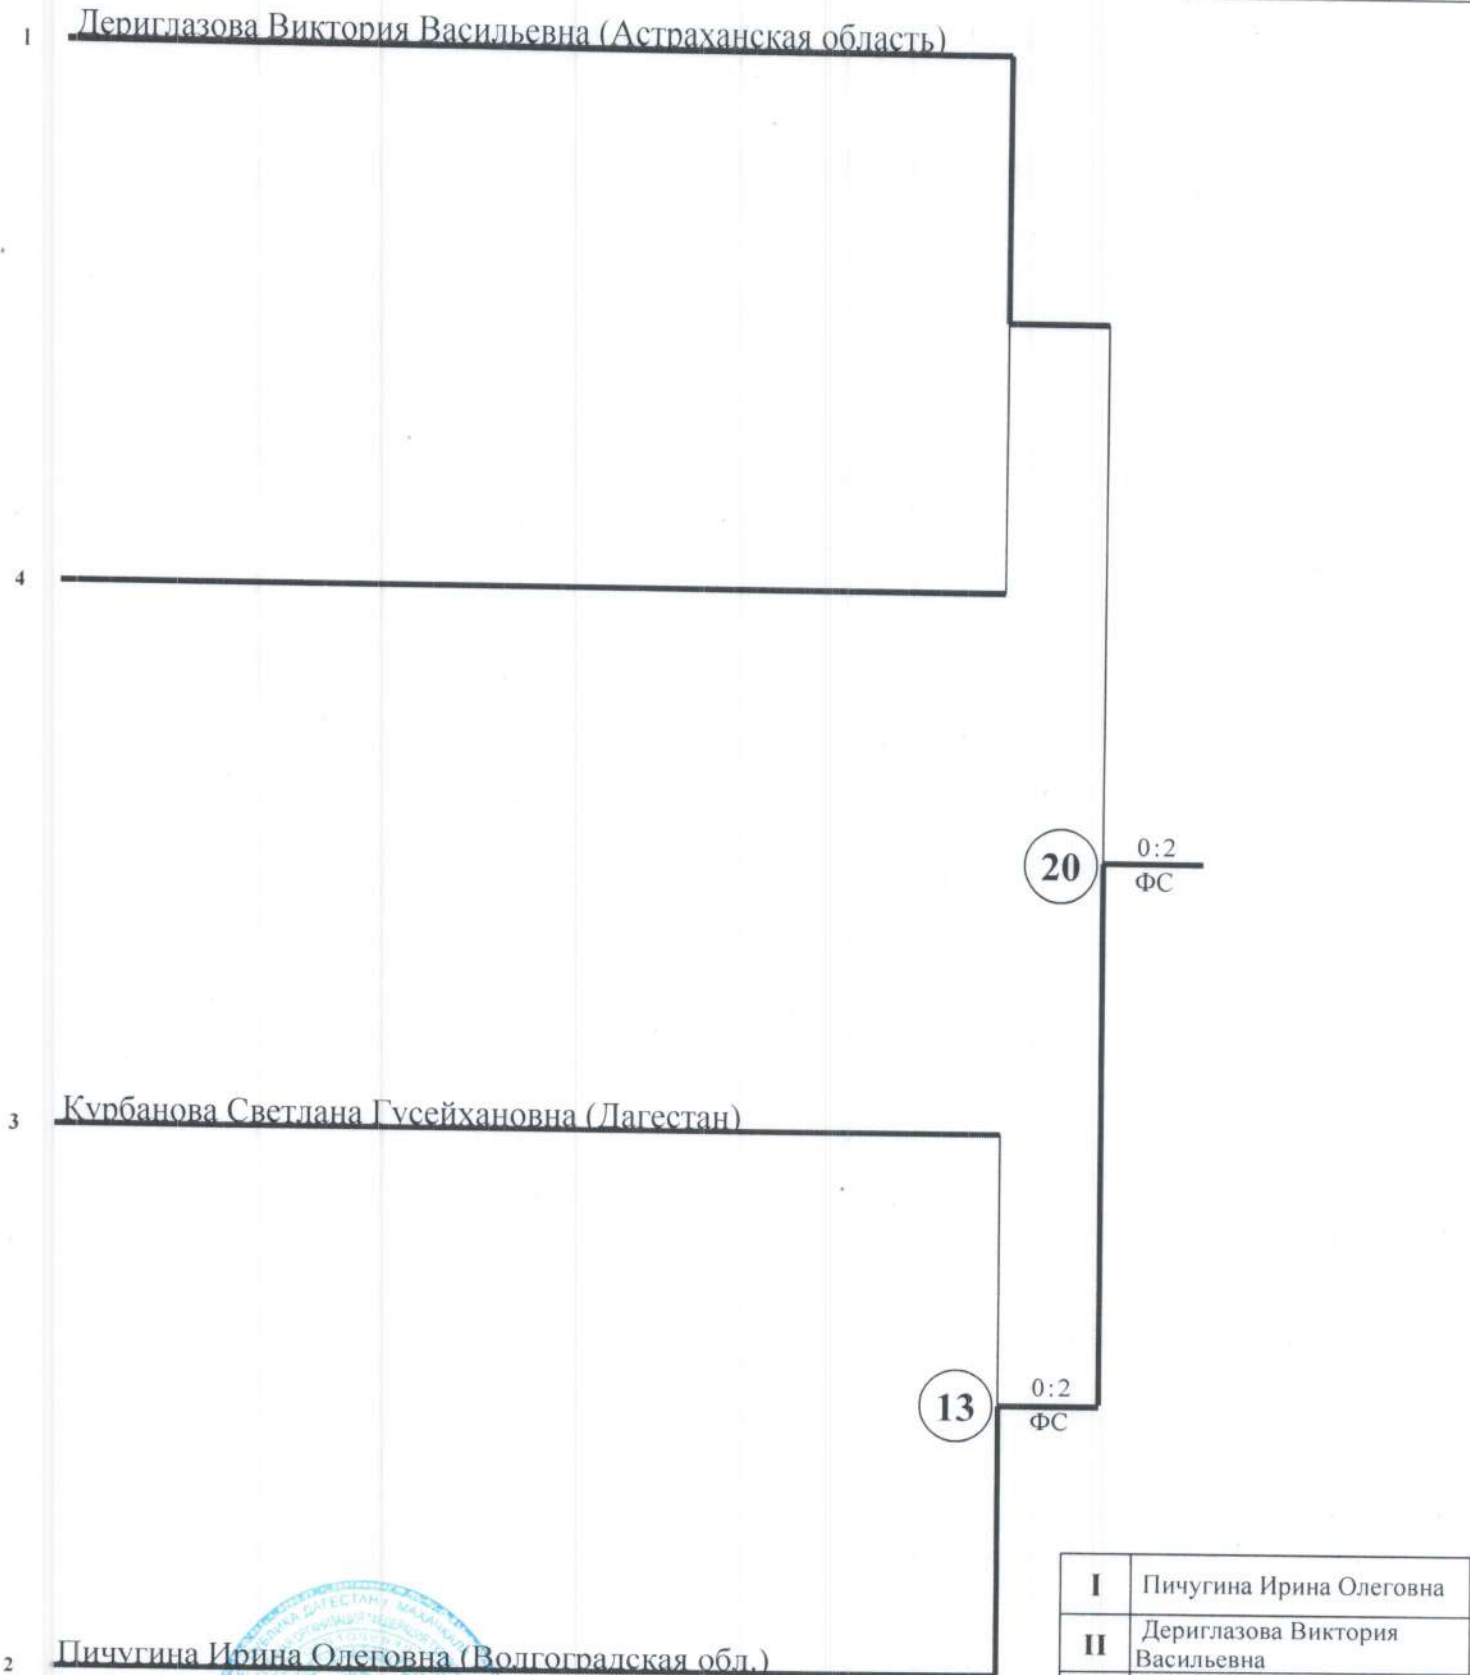 1 Дериглазова Виктория Васильевна (Астраханская область)
4
20 0:2
ФС
3 Курбанова Светлана Гусейхановна (Дагестан)
13 0:2
ФС
I Пичугина Ирина Олеговна
II Дериглазова Виктория
Васильевна
2 Пичугина Ирина Олеговна (Волгоградская обл.)